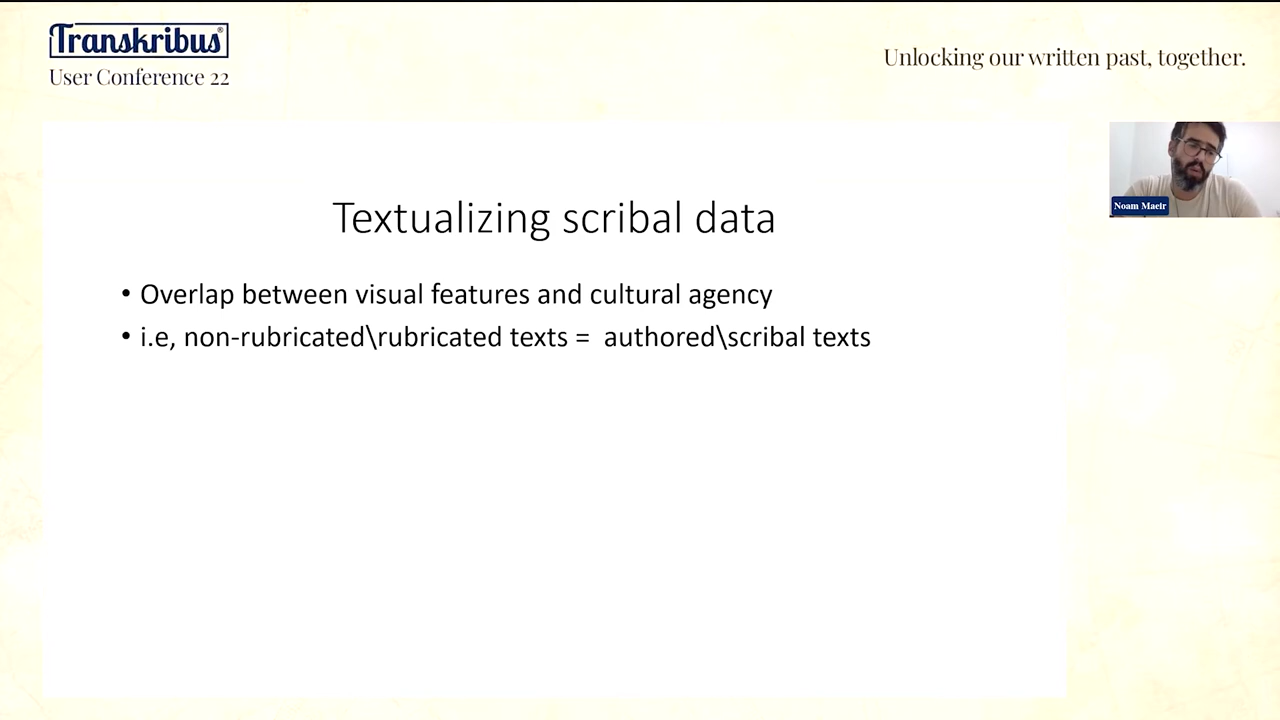 Transkribus®
User Conference 22
Unlocking our written past, together.
Noam Maeir
Textualizing scribal data
• Overlap between visual features and cultural agency
• i.e, non-rubricated\rubricated texts = authored\scribal texts